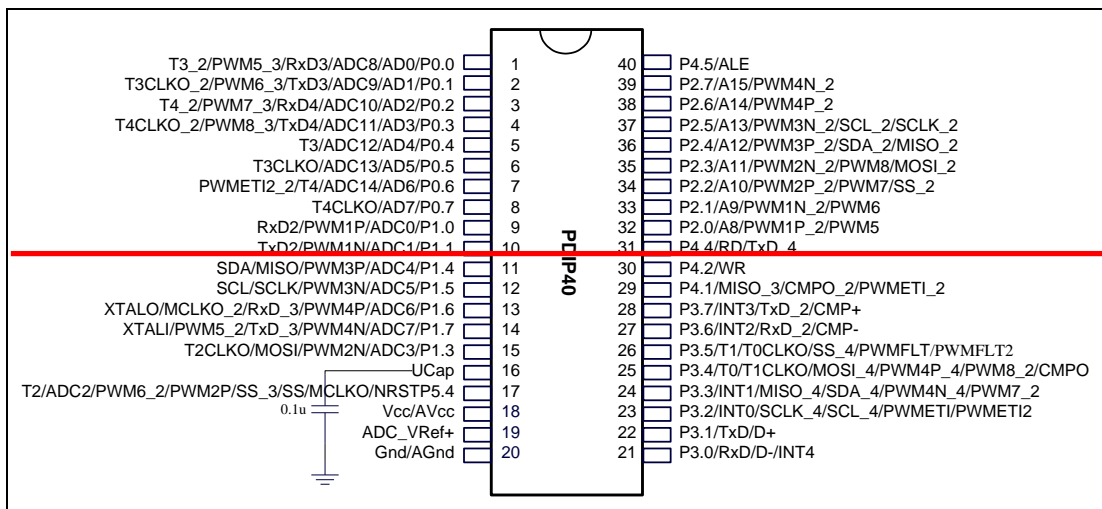 T3_2/PWM5_3/RxD3/ADC8/AD0/P0.0 1 40 P4.5/ALE
T3CLKO_2/PWM6_3/TxD3/ADC9/AD1/P0.1 2 39 P2.7/A15/PWM4N_2
T4_2/PWM7_3/RxD4/ADC10/AD2/P0.2 3 38 P2.6/A14/PWM4P_2
T4CLKO_2/PWM8_3/TxD4/ADC11/AD3/P0.3 4 37 P2.5/A13/PWM3N_2/SCL_2/SCLK_2
T3/ADC12/AD4/P0.4 5 36 P2.4/A12/PWM3P_2/SDA_2/MISO_2
T3CLKO/ADC13/AD5/P0.5 6 35 P2.3/A11/PWM2N_2/PWM8/MOSI_2
PWMETI2_2/T4/ADC14/AD6/P0.6 7 34 P2.2/A10/PWM2P_2/PWM7/SS_2
T4CLKO/AD7/P0.7 8 33 P2.1/A9/PWM1N_2/PWM6
RxD2/PWM1P/ADC0/P1.0 9 32 P2.0/A8/PWM1P_2/PWM5
TxD2/PWM1N/ADC1/P1.1 10 31 P4.4/RD/TxD_4
PDIP40
SDA/MISO/PWM3P/ADC4/P1.4 11 30 P4.2/WR
SCL/SCLK/PWM3N/ADC5/P1.5 12 29 P4.1/MISO_3/CMPO_2/PWMETI_2
XTALO/MCLKO_2/RxD_3/PWM4P/ADC6/P1.6 13 28 P3.7/INT3/TxD_2/CMP+
XTALI/PWM5_2/TxD_3/PWM4N/ADC7/P1.7 14 27 P3.6/INT2/RxD_2/CMP-
T2CLKO/MOSI/PWM2N/ADC3/P1.3 15 26 P3.5/T1/T0CLKO/SS_4/PWMFLT/PWMFLT2
UCap 16 25 P3.4/T0/T1CLKO/MOSI_4/PWM4P_4/PWM8_2/CMPO
T2/ADC2/PWM6_2/PWM2P/SS_3/SS/MCLKO/NRSTP5.4 17 24 P3.3/INT1/MISO_4/SDA_4/PWM4N_4/PWM7_2
0.1u
Vcc/AVcc 18 23 P3.2/INT0/SCLK_4/SCL_4/PWMETI/PWMETI2
ADC_VRef+ 19 22 P3.1/TxD/D+
Gnd/AGnd 20 21 P3.0/RxD/D-/INT4